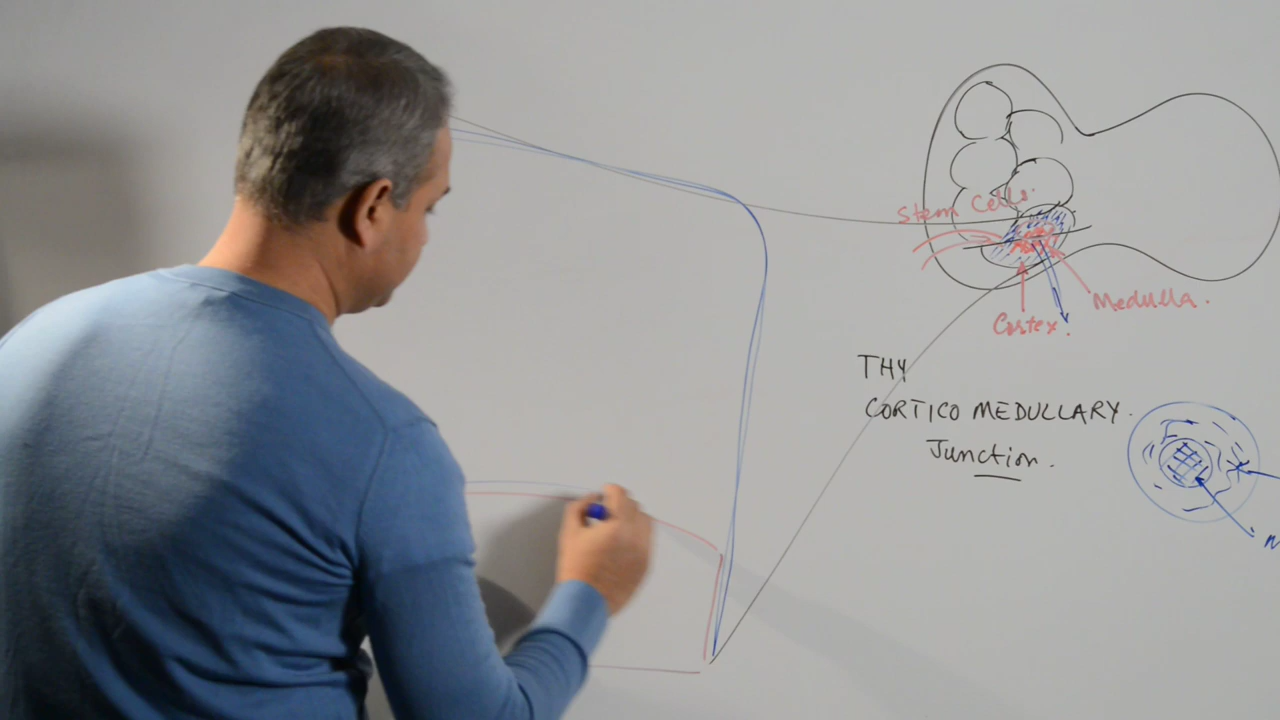 Stem Cells
Medulla.
Cortex.
THY
CORTICO MEDULLARY.
Junction.